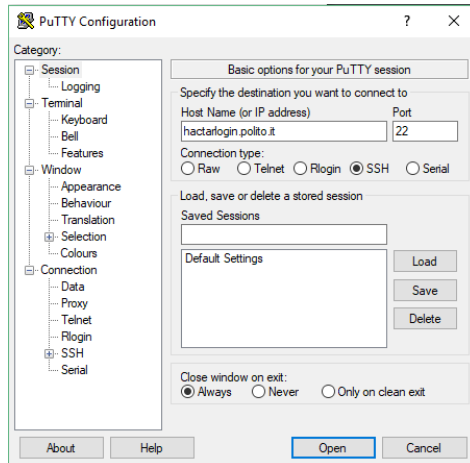 PuTTY Configuration
?
Category:
Session
Logging
Terminal
Keyboard
Bell
Features
Window
Appearance
Behaviour
Translation
Selection
Colours
Connection
Data
Proxy
Telnet
Rlogin
SSH
Serial
Basic options for your PuTTY session
Specify the destination you want to connect to
Host Name (or IP address) Port
hactarlogin.polito.it 22
Connection type:
Raw Telnet Rlogin SSH Serial
Load, save or delete a stored session
Saved Sessions
Default Settings
Load
Save
Delete
Close window on exit:
Always Never Only on clean exit
About Help Open Cancel